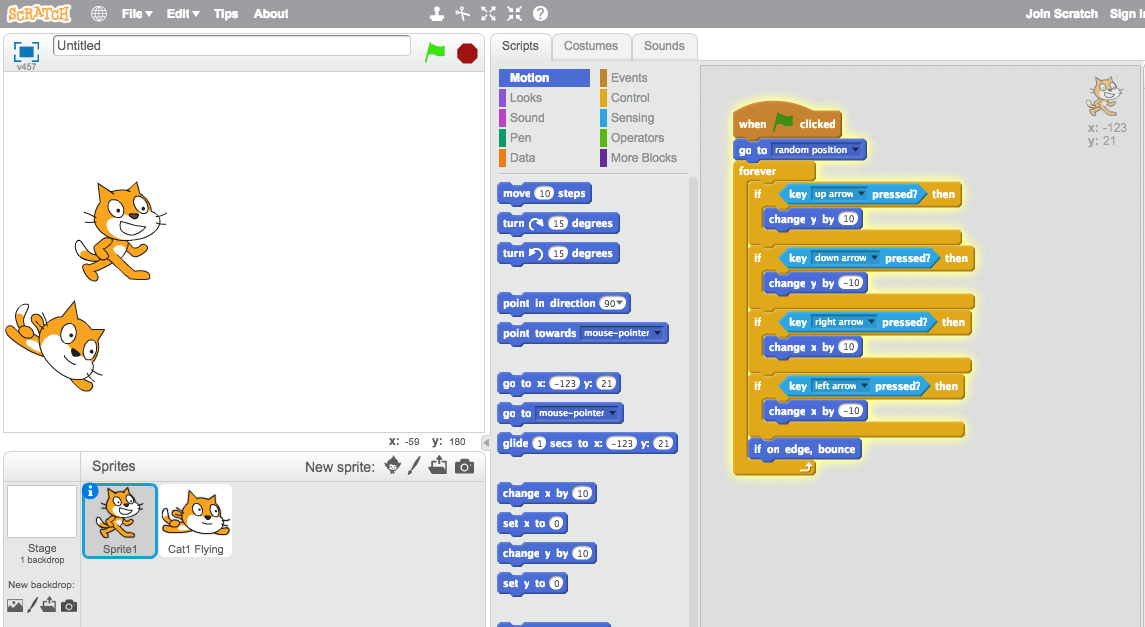 SCRATCH File Edit Tips About Join Scratch Sign
v457 Untitled
Scripts Costumes Sounds
Motion Events
Looks Control
Sound Sensing
Pen Operators
Data More Blocks
move 10 steps
turn 15 degrees
turn 15 degrees
point in direction 90
point towards mouse-pointer
go to x: -123 y: 21
go to mouse-pointer
glide 1 secs to x: -123 y: 21
change x by 10
set x to 0
change y by 10
set y to 0
when clicked
go to random position
forever
if key up arrow pressed? then
change y by 10
if key down arrow pressed? then
change y by -10
if key right arrow pressed? then
change x by 10
if key left arrow pressed? then
change x by -10
if on edge, bounce
x: -123
y: 21
x: -59 y: 180
Sprites New sprite:
Sprite1 Cat1 Flying
Stage
1 backdrop
New backdrop: